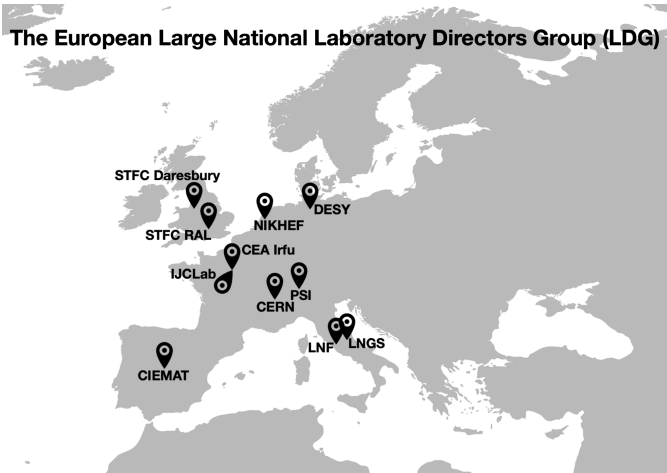 The European Large National Laboratory Directors Group (LDG)
STFC Daresbury
DESY
NIKHEF
STFC RAL
CEA Irfu
IJCLab
PSI
CERN
LNF
LNGS
CIEMAT